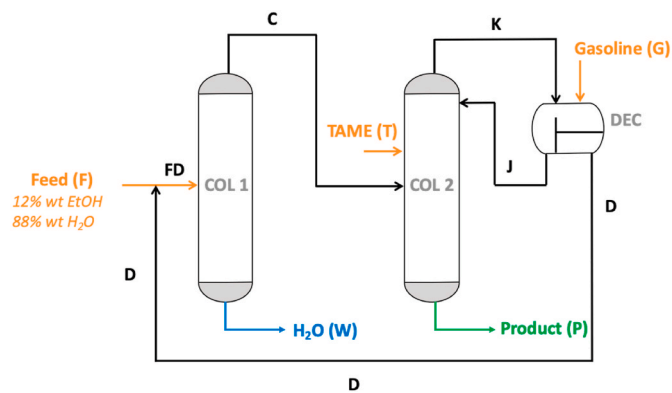 C
K
Gasoline (G)
DEC
TAME (T)
J
FD
Feed (F)
12% wt EtOH
88% wt H₂O
COL 1
COL 2
D
D
H₂O (W)
Product (P)
D